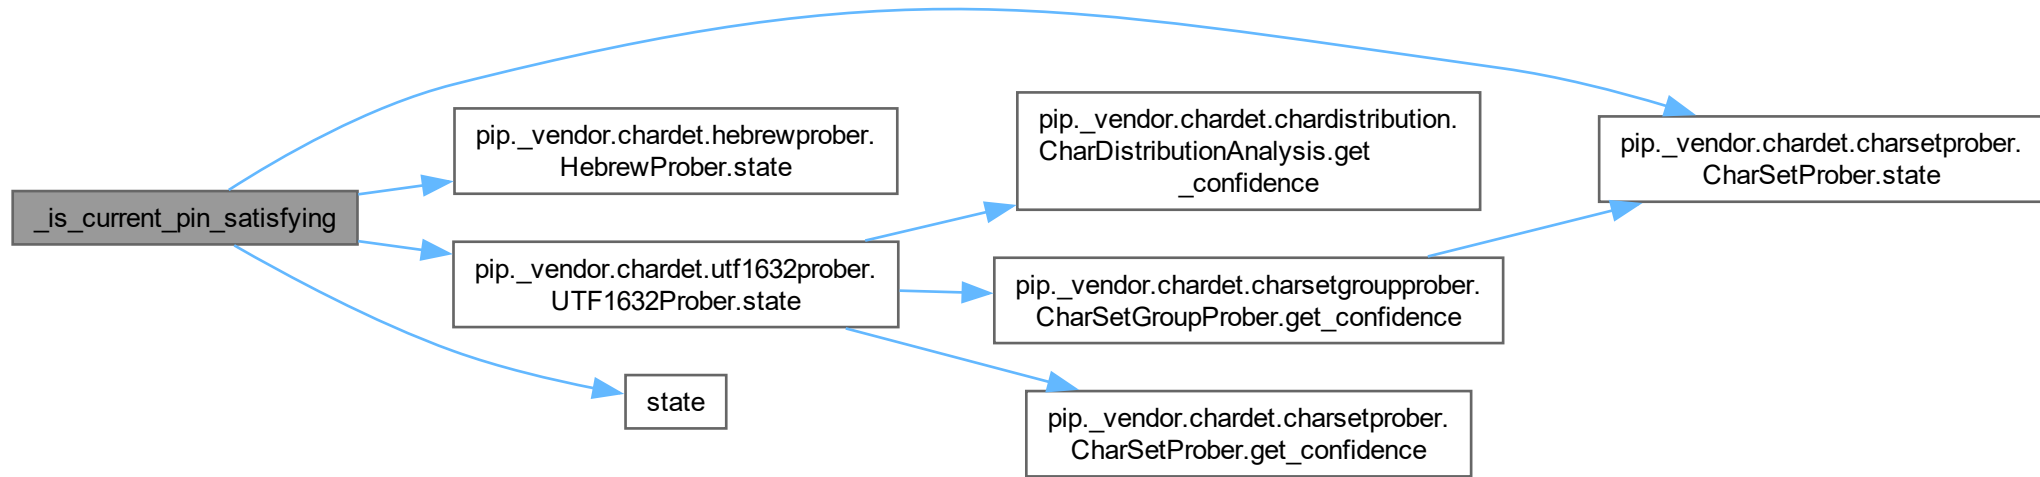 _is_current_pin_satisfying
pip._vendor.chardet.hebrewprober.
HebrewProber.state
pip._vendor.chardet.utf1632prober.
UTF1632Prober.state
state
pip._vendor.chardet.chardistribution.
CharDistributionAnalysis.get
_confidence
pip._vendor.chardet.charsetgroupprober.
CharSetGroupProber.get_confidence
pip._vendor.chardet.charsetprober.
CharSetProber.get_confidence
pip._vendor.chardet.charsetprober.
CharSetProber.state